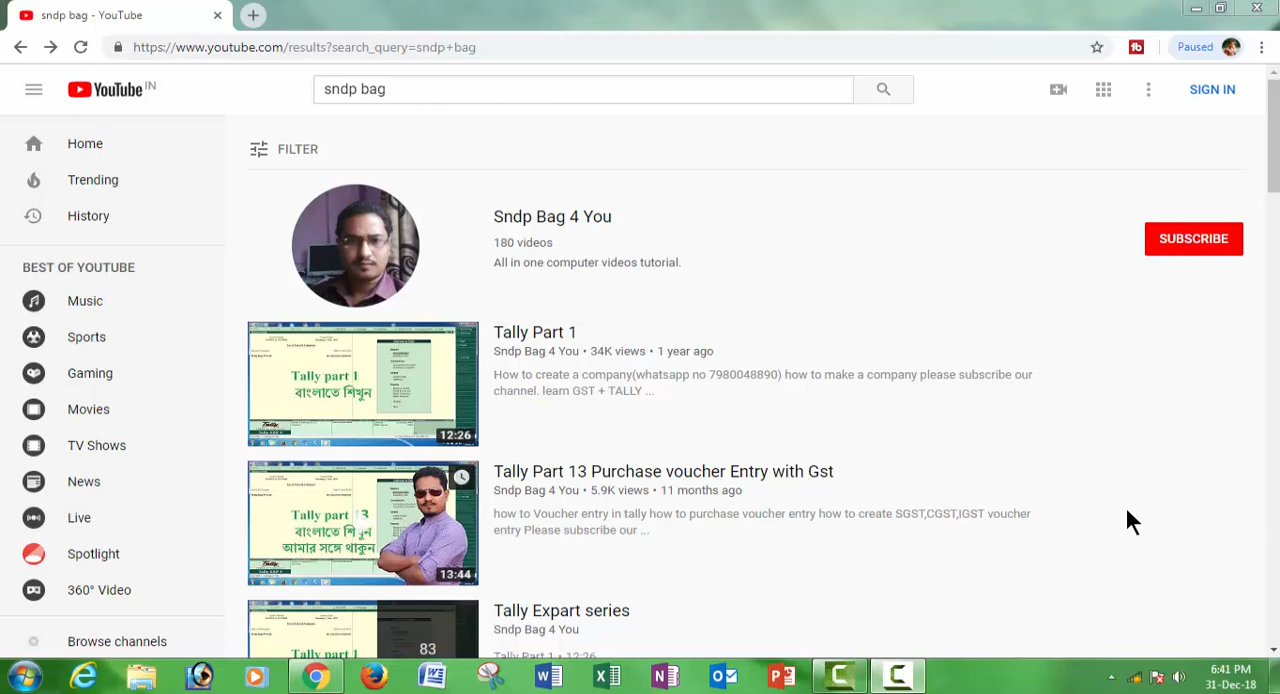 sndp bag - YouTube
https://www.youtube.com/results?search_query=sndp+bag
Paused
YouTube IN
sndp bag
SIGN IN
Home
Trending
History
BEST OF YOUTUBE
Music
Sports
Gaming
Movies
TV Shows
News
Live
Spotlight
360° Video
Browse channels
FILTER
Sndp Bag 4 You
180 videos
All in one computer videos tutorial.
SUBSCRIBE
Tally part 1
বাংলাতে শিখুন
12:26
Tally Part 1
Sndp Bag 4 You • 34K views • 1 year ago
How to create a company(whatsapp no 7980048890) how to make a company please subscribe our
channel. learn GST + TALLY ...
Tally part 13
বাংলাতে শিখুন
আমার সঙ্গে থাকুন
13:44
Tally Part 13 Purchase voucher Entry with Gst
Sndp Bag 4 You • 5.9K views • 11 months ago
how to Voucher entry in tally how to purchase voucher entry how to create SGST,CGST,IGST voucher
entry Please subscribe our ...
83
Tally Expart series
Sndp Bag 4 You
Tally Part 1 • 12:26
6:41 PM
31-Dec-18